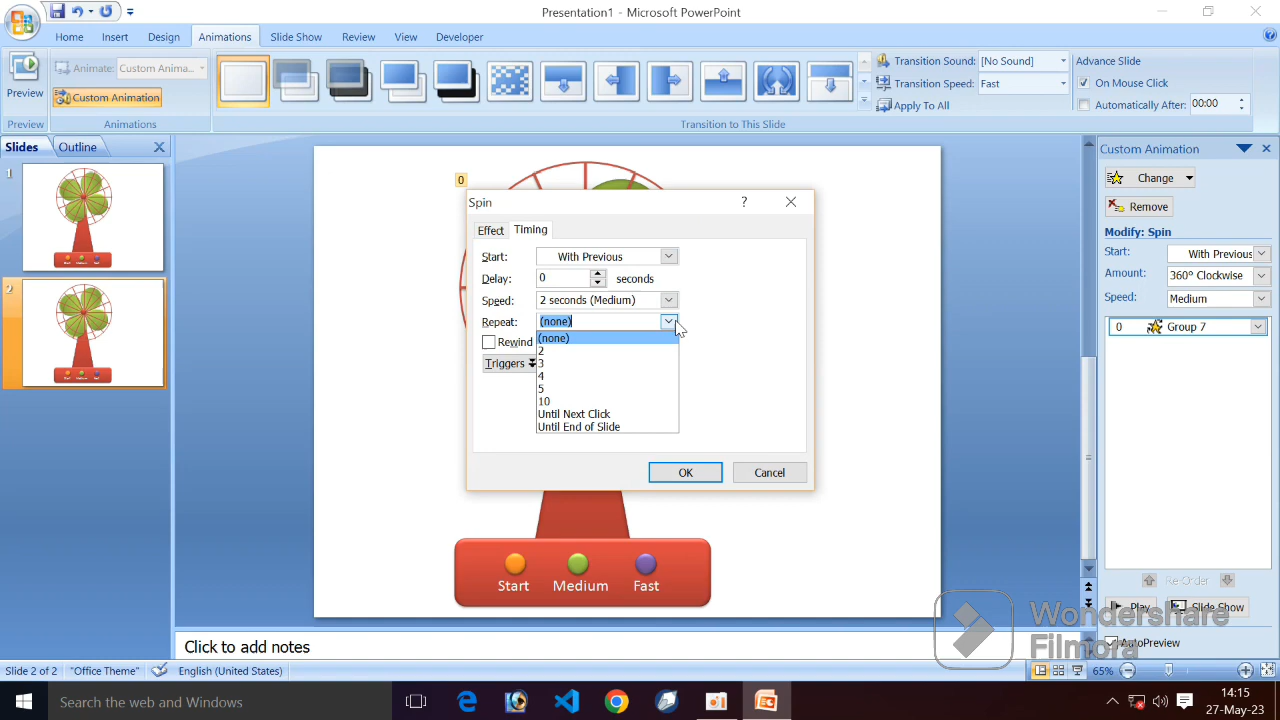 Presentation1 - Microsoft PowerPoint
Home Insert Design Animations Slide Show Review View Developer
Preview
Animate: Custom Anima...
Custom Animation
Transition Sound: [No Sound]
Transition Speed: Fast
Apply To All
Advance Slide
On Mouse Click
Automatically After: 00:00
Preview Animations Transition To This Slide
Slides Outline
1
2
0
Spin
?
Effect Timing
Start: With Previous
Delay: 0 seconds
Speed: 2 seconds (Medium)
Repeat: (none)
(none)
2
3
4
5
10
Until Next Click
Until End of Slide
Rewind
Triggers
OK Cancel
Start Medium Fast
Custom Animation
Change
Remove
Modify: Spin
Start: With Previous
Amount: 360° Clockwise
Speed: Medium
0 Group 7
Re-Order
Play Slide Show
AutoPreview
Wondershare
Filmora
Click to add notes
Slide 2 of 2 "Office Theme" English (United States) 65%
Search the web and Windows
14:15
27-May-23